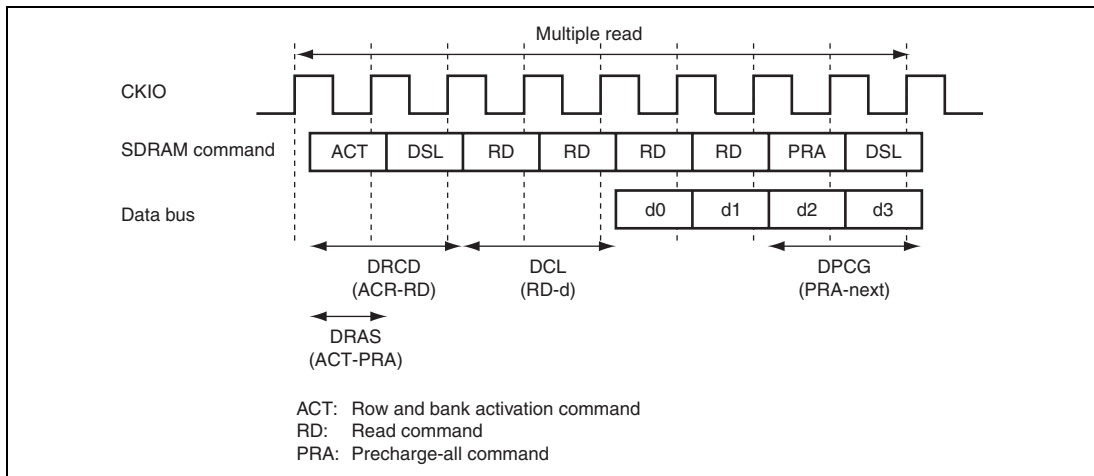 Multiple read
CKIO
SDRAM command
ACT DSL RD RD RD RD PRA DSL
Data bus
d0 d1 d2 d3
DRCD DCL DPCG
(ACR-RD) (RD-d) (PRA-next)
DRAS
(ACT-PRA)
ACT: Row and bank activation command
RD: Read command
PRA: Precharge-all command